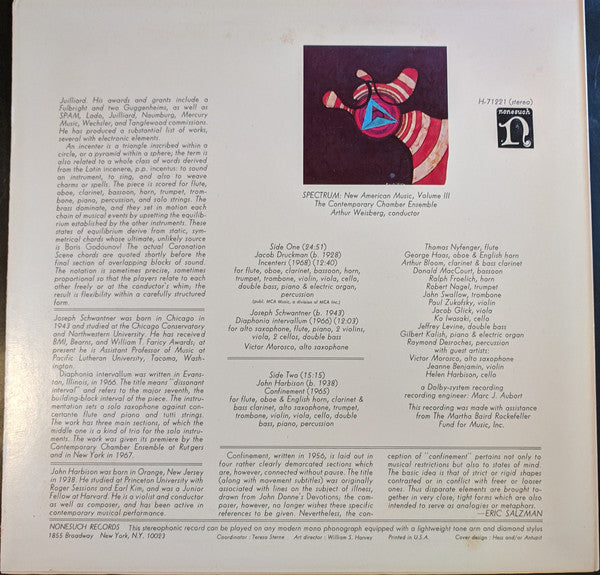 Juilliard. His awards and grants include a
Fulbright and two Guggenheims, as well as
SPAM, Lado, Juilliard, Naumburg, Mercury
Music, Wechsler, and Tanglewood commissions.
He has produced a substantial list of works,
several with electronic elements.
An incenter is a triangle inscribed within a
circle, or a pyramid within a sphere; the term is
also related to a whole class of words derived
from the Latin incenere, p.p. incentus: to sound
an instrument, to sing, and also to weave
charms or spells. The piece is scored for flute,
oboe, clarinet, bassoon, horn, trumpet, trom-
bone, piano, percussion, and solo strings. The
brass dominate, and they set in motion each
chain of musical events by upsetting the equilib-
rium established by the other instruments. These
states of equilibrium derive from static, sym-
metrical chords whose ultimate, unlikely source
is Boris Godounov! The actual Coronation
Scene chords are quoted shortly before the
final section of overlapping blocks of sound.
The notation is sometimes precise, sometimes
proportional so that the players relate to each
other freely or at the conductor's whim; the
result is flexibility within a carefully structured
form.
Joseph Schwantner was born in Chicago in
1943 and studied at the Chicago Conservatory
and Northwestern University. He has received
BMI, Bearns, and William T. Faricy Awards; at
present he is Assistant Professor of Music at
Pacific Lutheran University, Tacoma, Wash-
ington.
Diaphonia intervallum was written in Evans-
ton, Illinois, in 1966. The title means "dissonant
interval" and refers to the major seventh, the
building-block interval of the piece. The instru-
mentation sets a solo saxophone against con-
certante flute and piano and tutti strings. The
work has three main sections, of which the
middle one is a kind of trio for the solo instru-
ments. The work was given its premiere by the
Contemporary Chamber Ensemble at Rutgers
and in New York in 1967.
John Harbison was born in Orange, New Jersey
in 1938. He studied at Princeton University with
Roger Sessions and Earl Kim, and was a Junior
Fellow at Harvard. He is a violist and conductor
as well as composer, and has been active in
contemporary musical performance.
H-71221 (stereo)
nonesuch
n
SPECTRUM: New American Music, Volume III
The Contemporary Chamber Ensemble
Arthur Weisberg, conductor
Side One (24:51)
Jacob Druckman (b. 1928)
Incenters (1968) (12:40)
for flute, oboe, clarinet, bassoon, horn,
trumpet, trombone, violin, viola, cello,
double bass, piano & electric organ,
percussion
(publ. MCA Music, a division of MCA Inc.)
Joseph Schwantner (b. 1943)
Diaphonia intervallum (1966) (12:03)
for alto saxophone, flute, piano, 2 violins,
viola, 2 cellos, double bass
Victor Morosco, alto saxophone
Side Two (15:15)
John Harbison (b. 1938)
Confinement (1965)
for flute, oboe & English horn, clarinet &
bass clarinet, alto saxophone, trumpet,
trombone, violin, viola, cello, double
bass, piano, percussion
Thomas Nyfenger, flute
George Haas, oboe & English horn
Arthur Bloom, clarinet & bass clarinet
Donald MacCourt, bassoon
Ralph Froelich, horn
Robert Nagel, trumpet
John Swallow, trombone
Paul Zukofsky, violin
Jacob Glick, viola
Ko Iwasaki, cello
Jeffrey Levine, double bass
Gilbert Kalish, piano & electric organ
Raymond Desroches, percussion
with guest artists:
Victor Morosco, alto saxophone
Jeanne Benjamin, violin
Helen Harbison, cello
a Dolby-system recording
recording engineer: Marc J. Aubort
This recording was made with assistance
from The Martha Baird Rockefeller
Fund for Music, Inc.
Confinement, written in 1956, is laid out in
four rather clearly demarcated sections which
are, however, connected without pause. The title
(along with movement subtitles) was originally
associated with lines on the subject of illness,
drawn from John Donne's Devotions; the com-
poser, however, no longer wishes these specific
references to be given. Nevertheless, the con-
ception of "confinement" pertains not only to
musical restrictions but also to states of mind.
The basic idea is of strict or rigid shapes
contrasted or in conflict with freer or looser
ones. Thus disparate elements are brought to-
gether in very close, tight forms which are also
intended to serve as analogies or metaphors.
—ERIC SALZMAN
NONESUCH RECORDS This stereophonic record can be played on any modern mono phonograph equipped with a lightweight tone arm and diamond stylus
1855 Broadway New York, N.Y. 10023 Coordinator : Teresa Sterne Art director : William S. Harvey Printed in U.S.A. Cover design : Hess and/or Antupit